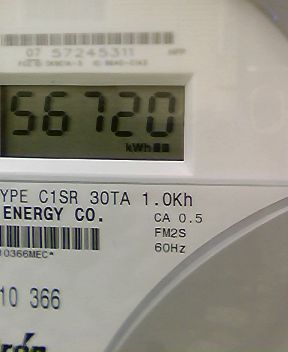 07 57245311
56720
kWh
YPE C1SR 30TA 1.0Kh
ENERGY CO.
CA 0.5
FM2S
60Hz
10366MEC*
10 366
rón